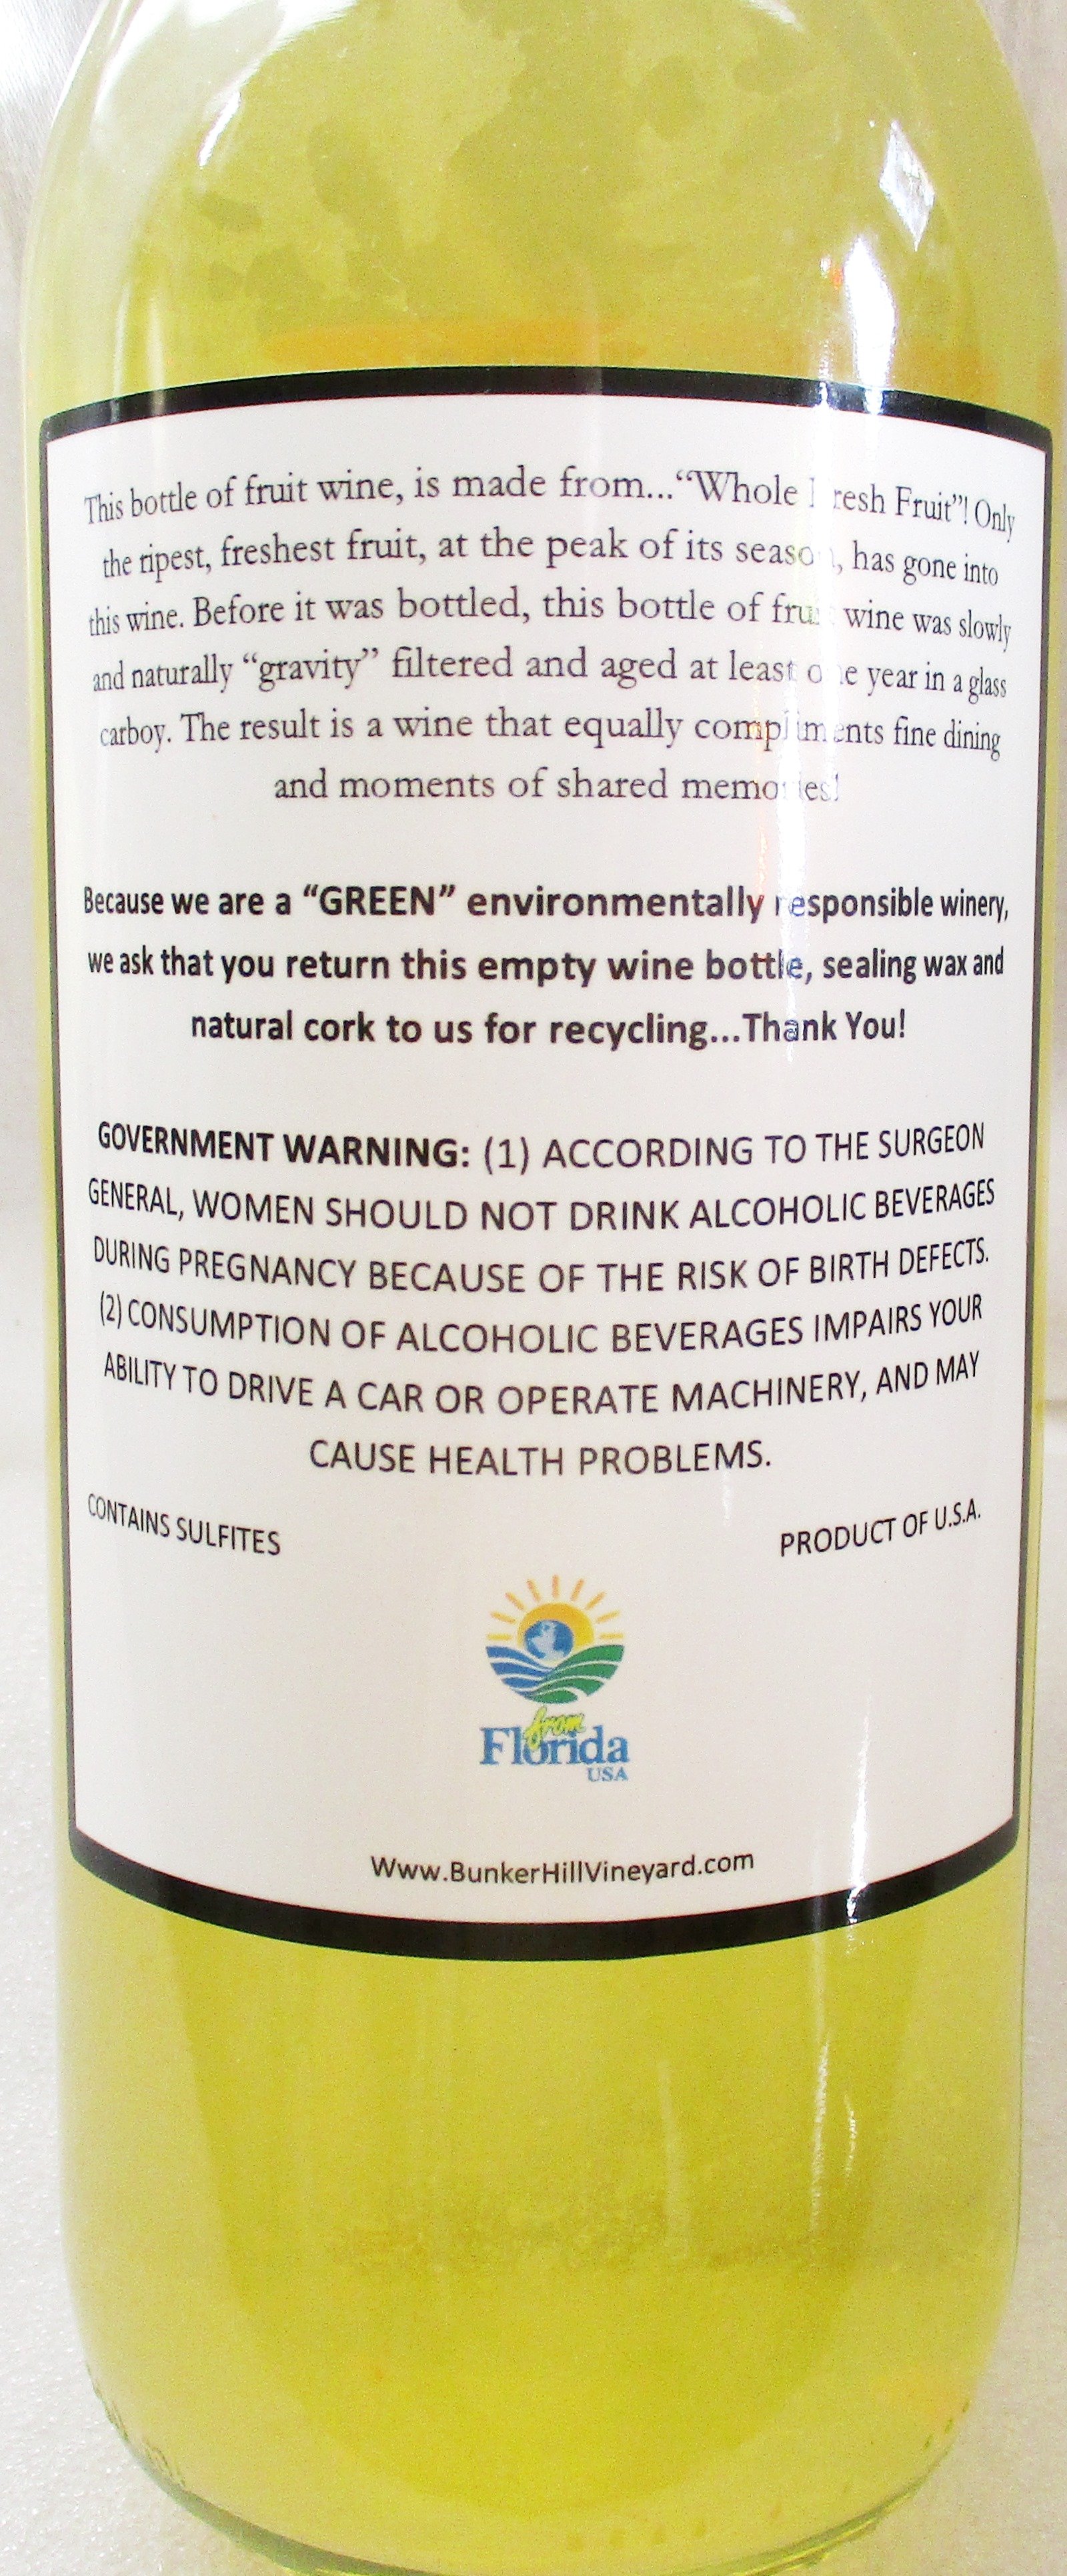 This bottle of fruit wine, is made from...“Whole Fresh Fruit”! Only
the ripest, freshest fruit, at the peak of its season, has gone into
this wine. Before it was bottled, this bottle of fruit wine was slowly
and naturally “gravity” filtered and aged at least one year in a glass
carboy. The result is a wine that equally compliments fine dining
and moments of shared memories!
Because we are a “GREEN” environmentally responsible winery,
we ask that you return this empty wine bottle, sealing wax and
natural cork to us for recycling...Thank You!
GOVERNMENT WARNING: (1) ACCORDING TO THE SURGEON
GENERAL, WOMEN SHOULD NOT DRINK ALCOHOLIC BEVERAGES
DURING PREGNANCY BECAUSE OF THE RISK OF BIRTH DEFECTS.
(2) CONSUMPTION OF ALCOHOLIC BEVERAGES IMPAIRS YOUR
ABILITY TO DRIVE A CAR OR OPERATE MACHINERY, AND MAY
CAUSE HEALTH PROBLEMS.
CONTAINS SULFITES
PRODUCT OF U.S.A.
from
Florida
USA
Www.BunkerHillVineyard.com